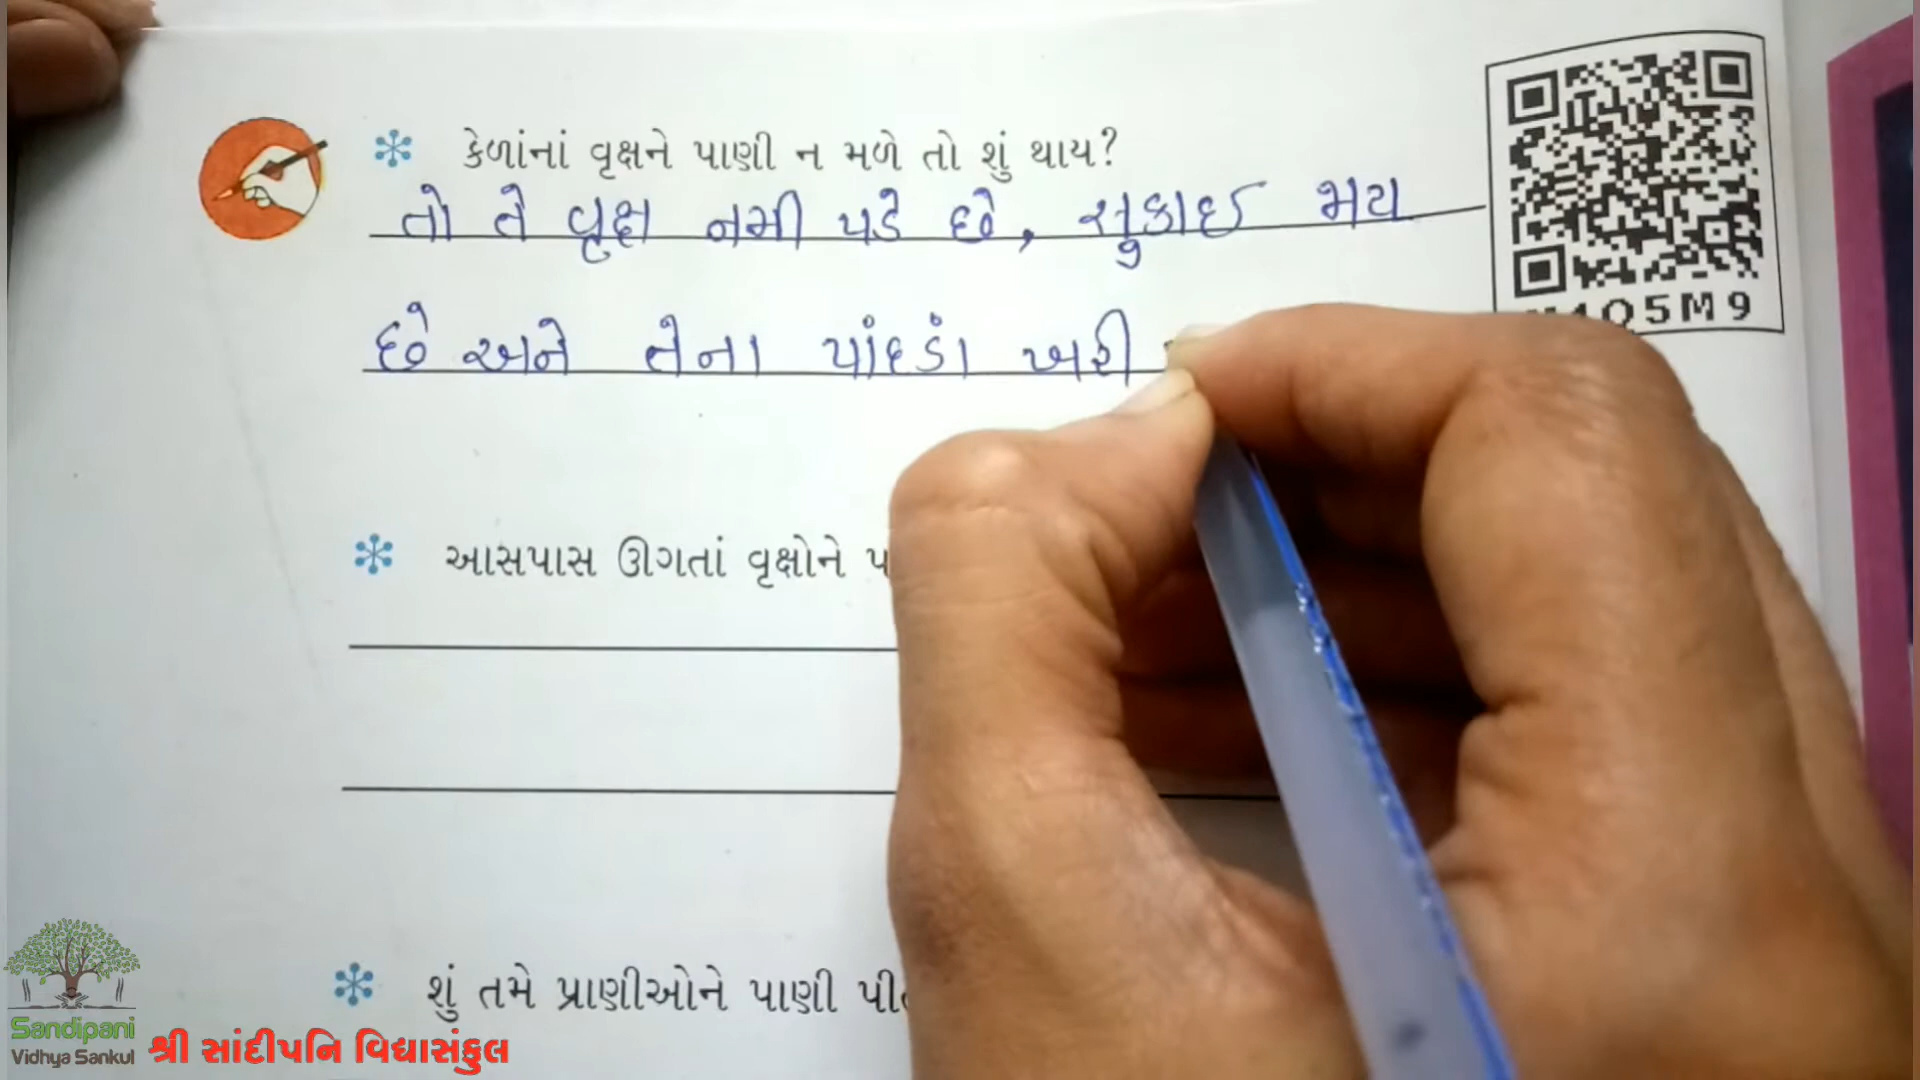 કેળાંનાં વૃક્ષને પાણી ન મળે તો શું થાય?
તો તે વૃક્ષ નમી પડે છે, સુકાઈ જાય
છે અને તેના પાંદડાં ખરી
Q5M9
આસપાસ ઊગતાં વૃક્ષોને
શું તમે પ્રાણીઓને પાણી
Sandipani
Vidhya Sankul
શ્રી સાંદીપનિ વિદ્યાસંકુલ